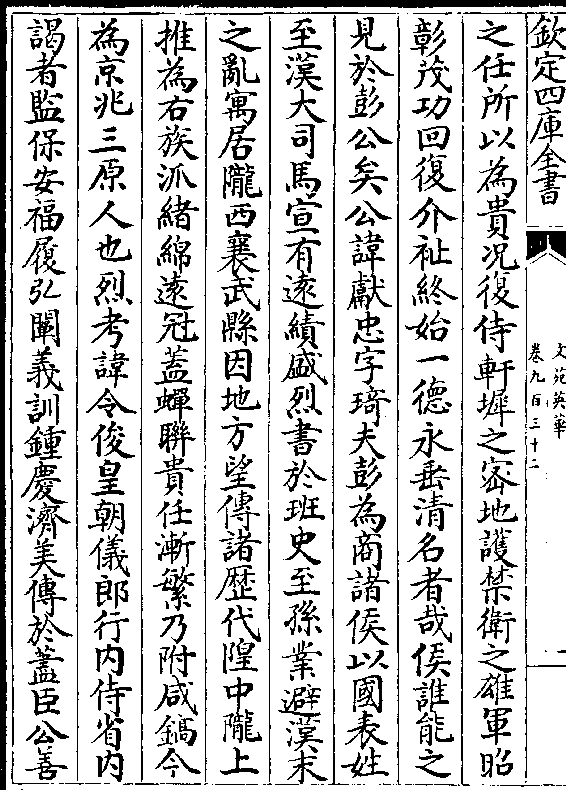 欽定四庫全書
文苑英華
卷九百三十二
一
之任所以為貴况復侍軒墀之宻地護禁衛之雄軍昭
彰茂功回復介祉終始一德永垂清名者哉俟誰能之
見於彭公矣公諱獻忠字琦夫彭為商諸侯以國表姓
至漢大司馬宣有遠績盛烈書於班史至孫業避漢末
之亂寓居隴西襄武縣因地方望傳諸歴代隍中隴上
推為右族泒緒綿遠冠蓋蟬聯貴任漸繁乃附咸鎬今
為京兆三原人也烈考諱令俊皇朝儀郎行内侍省内
謁者監保安福履弘闡義訓鍾慶濟美傳於藎臣公善